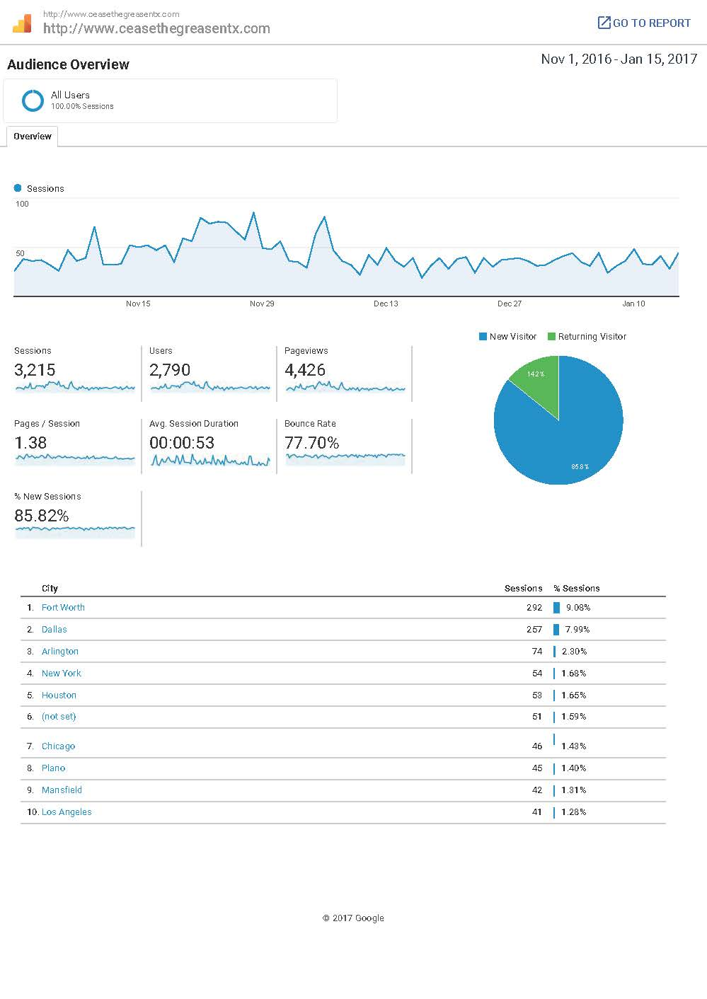 http://www.ceasethegreasentx.com
http://www.ceasethegreasentx.com
GO TO REPORT
Audience Overview
Nov 1, 2016 - Jan 15, 2017
All Users
100.00% Sessions
Overview
Sessions
100
50
Nov 15 Nov 29 Dec 13 Dec 27 Jan 10
New Visitor Returning Visitor
Sessions
3,215
Users
2,790
Pageviews
4,426
14.2%
85.8%
Pages / Session
1.38
Avg. Session Duration
00:00:53
Bounce Rate
77.70%
% New Sessions
85.82%
City Sessions % Sessions
1. Fort Worth 292 9.08%
2. Dallas 257 7.99%
3. Arlington 74 2.30%
4. New York 54 1.68%
5. Houston 53 1.65%
6. (not set) 51 1.59%
7. Chicago 46 1.43%
8. Plano 45 1.40%
9. Mansfield 42 1.31%
10. Los Angeles 41 1.28%
© 2017 Google